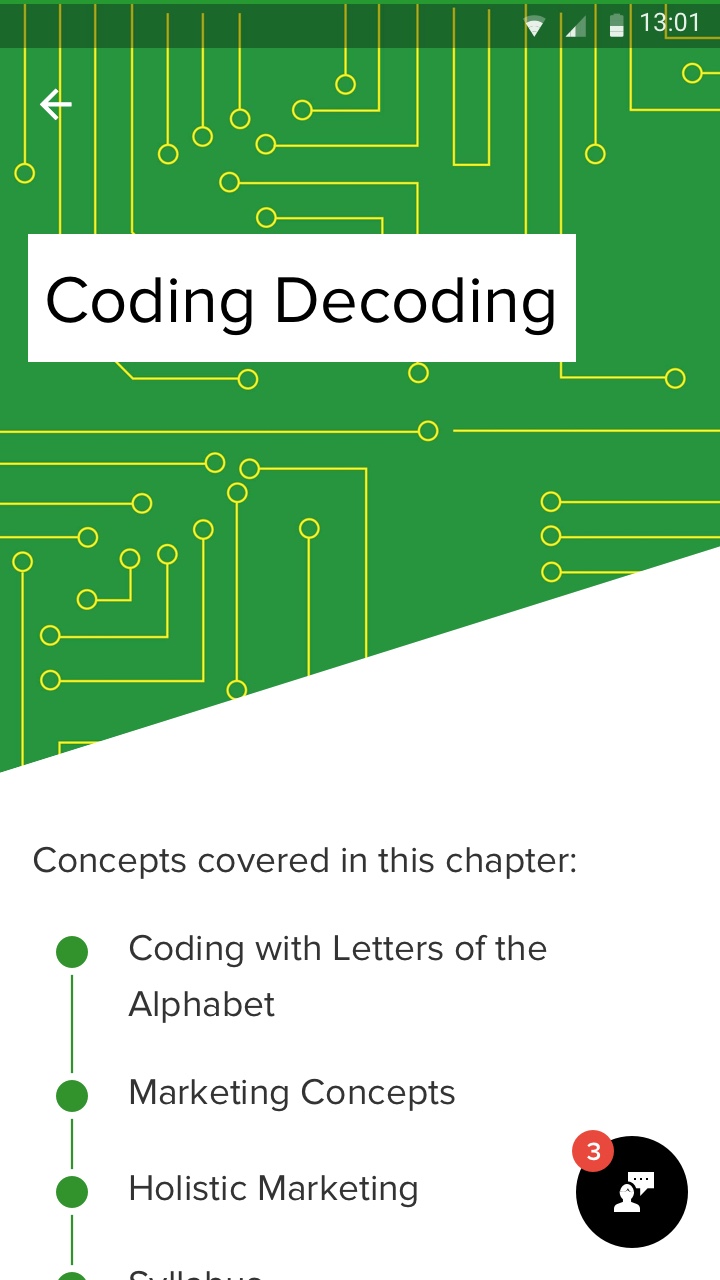 13:01
Coding Decoding
Concepts covered in this chapter:
Coding with Letters of the
Alphabet
Marketing Concepts
Holistic Marketing
3
Syllabus